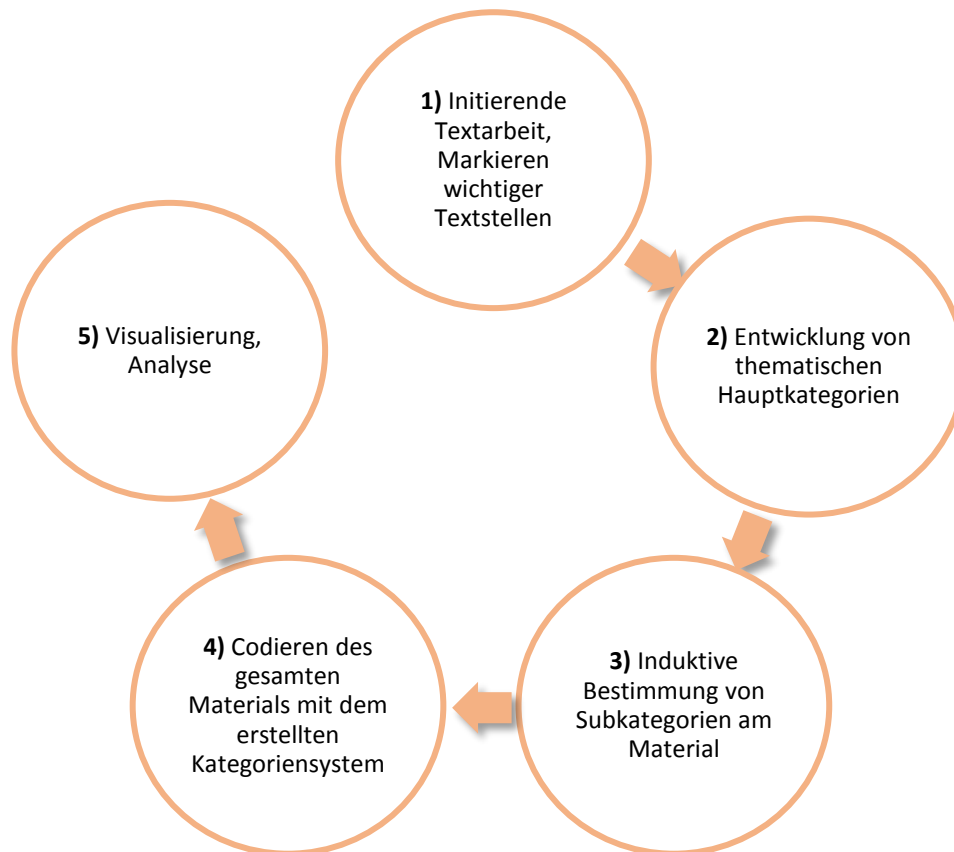 1) Initierende
Textarbeit,
Markieren
wichtiger
Textstellen
2) Entwicklung von
thematischen
Hauptkategorien
3) Induktive
Bestimmung von
Subkategorien am
Material
4) Codieren des
gesamten
Materials mit dem
erstellten
Kategoriensystem
5) Visualisierung,
Analyse